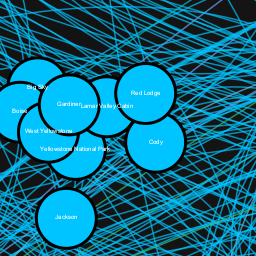 Big Sky
Red Lodge
Gardiner
Lamar Valley Cabin
Boise
West Yellowstone
Cody
Yellowstone National Park
Jackson